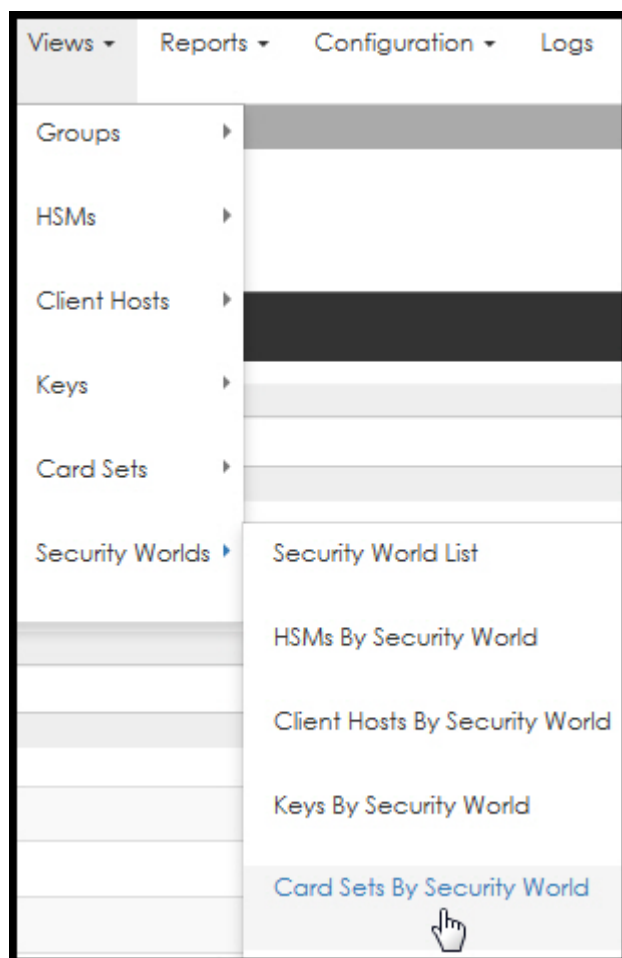 Views Reports Configuration Logs
Groups
HSMs
Client Hosts
Keys
Card Sets
Security Worlds
Security World List
HSMs By Security World
Client Hosts By Security World
Keys By Security World
Card Sets By Security World